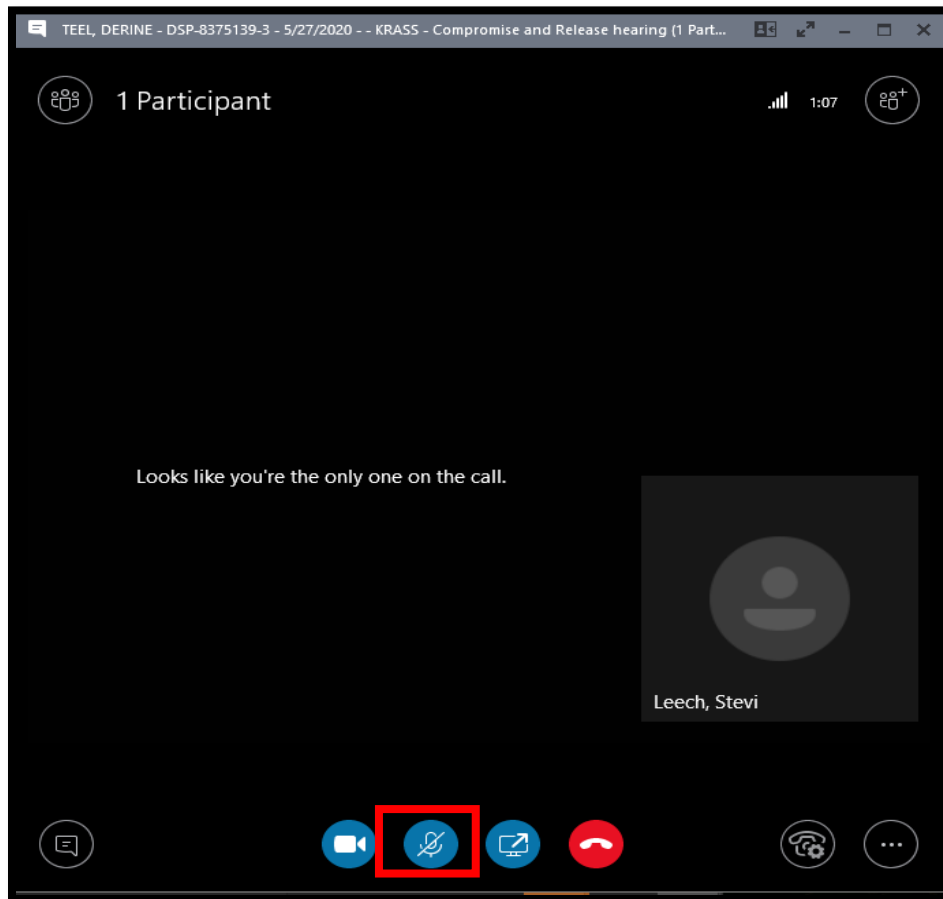 TEEL, DERINE - DSP-8375139-3 - 5/27/2020 - - KRASS - Compromise and Release hearing (1 Part...
1 Participant
1:07
Looks like you're the only one on the call.
Leech, Stevi